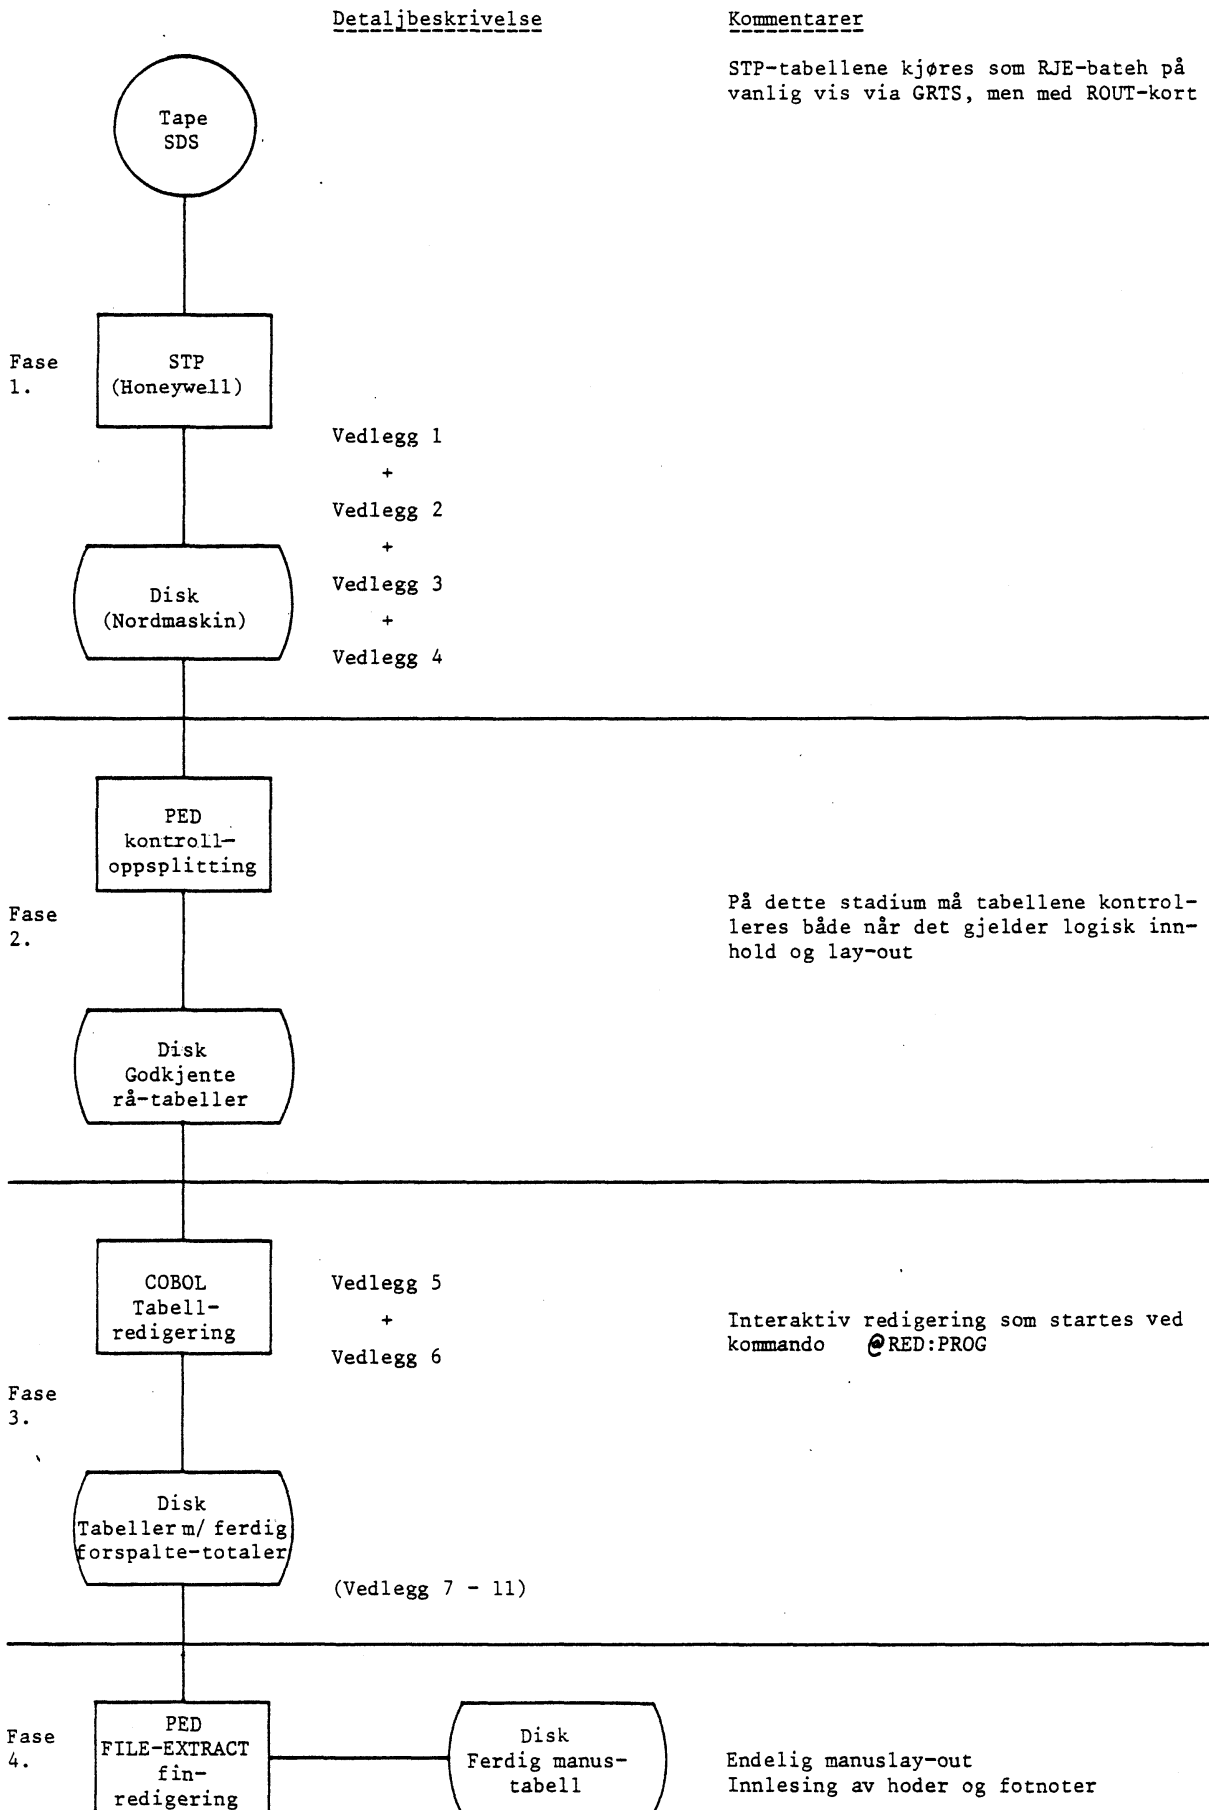 Detaljbeskrivelse
Kommentarer
STP-tabellene kjøres som RJE-bateh på
vanlig vis via GRTS, men med ROUT-kort
Tape
SDS
Fase
1.
STP
(Honeywell)
Vedlegg 1
+
Vedlegg 2
+
Vedlegg 3
+
Vedlegg 4
Disk
(Nordmaskin)
PED
kontroll-
oppsplitting
Fase
2.
På dette stadium må tabellene kontrol-
leres både når det gjelder logisk inn-
hold og lay-out
Disk
Godkjente
rå-tabeller
COBOL
Tabell-
redigering
Vedlegg 5
+
Vedlegg 6
Interaktiv redigering som startes ved
kommando @RED:PROG
Fase
3.
Disk
Tabeller m/ ferdig
forspalte-totaler
(Vedlegg 7 - 11)
Fase
4.
PED
FILE-EXTRACT
fin-
redigering
Disk
Ferdig manus-
tabell
Endelig manuslay-out
Innlesing av hoder og fotnoter